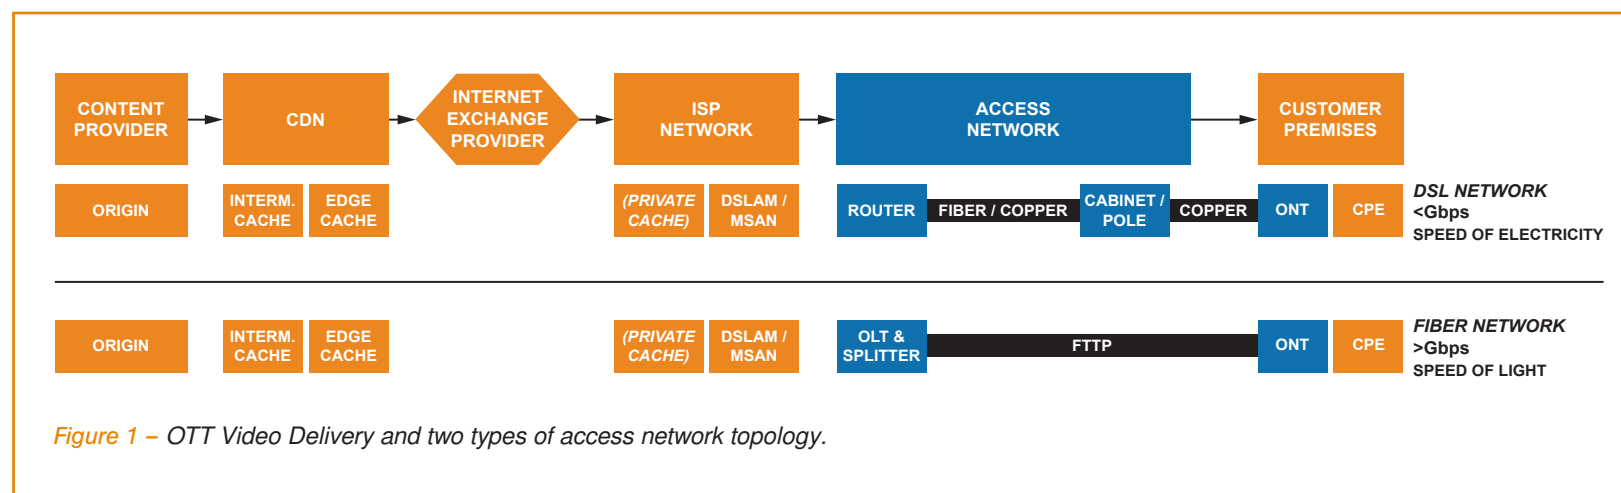 CONTENT
PROVIDER
CDN
INTERNET
EXCHANGE
PROVIDER
ISP
NETWORK
ACCESS
NETWORK
CUSTOMER
PREMISES
ORIGIN
INTERM.
CACHE
EDGE
CACHE
(PRIVATE
CACHE)
DSLAM /
MSAN
ROUTER
FIBER / COPPER
CABINET /
POLE
COPPER
ONT
CPE
DSL NETWORK
<Gbps
SPEED OF ELECTRICITY
ORIGIN
INTERM.
CACHE
EDGE
CACHE
(PRIVATE
CACHE)
DSLAM /
MSAN
OLT &
SPLITTER
FTTP
ONT
CPE
FIBER NETWORK
>Gbps
SPEED OF LIGHT
Figure 1 – OTT Video Delivery and two types of access network topology.